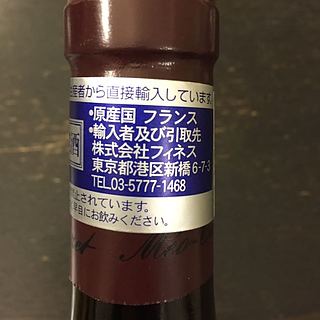 産者から直接輸入しています。
酒
•原産国 フランス
•輸入者及び引取先
株式会社フィネス
東京都港区新橋6-7-3
TEL.03-5777-1468
止されています。
早目にお飲みください。